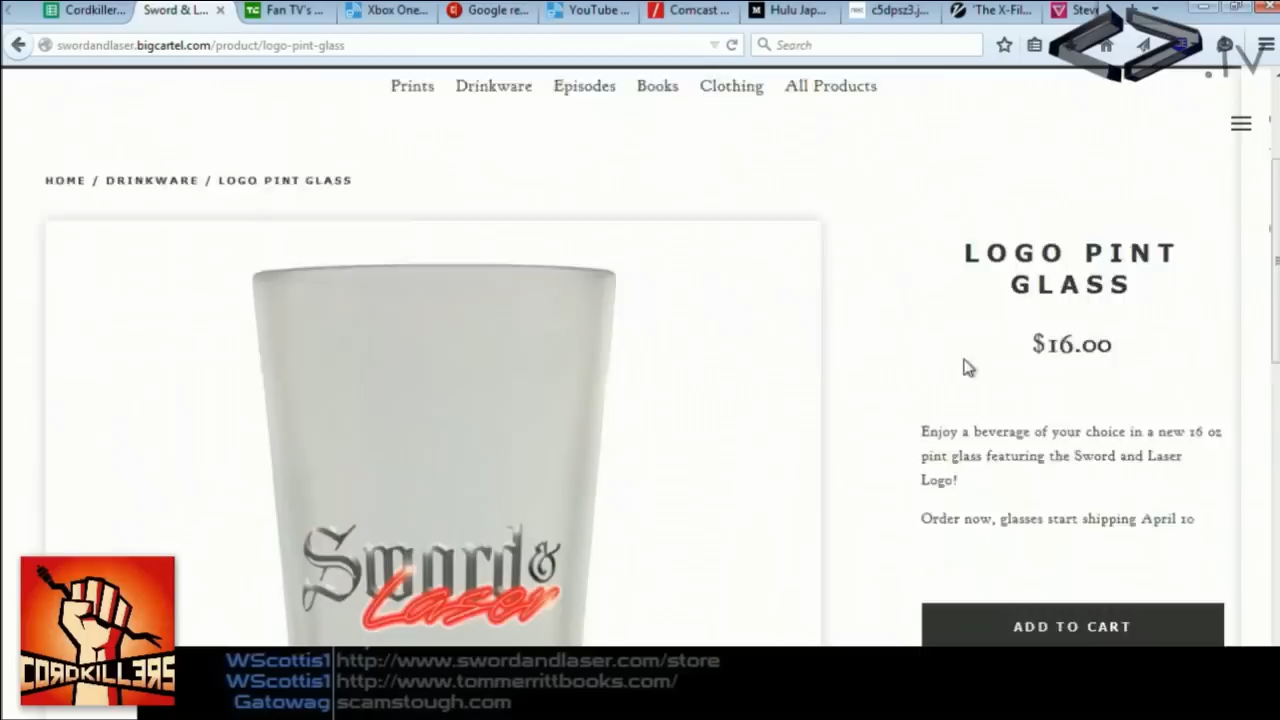 Cordkiller...
Sword & L...
Fan TV's ...
Xbox One...
Google re...
YouTube ...
Comcast ...
Hulu Jap...
c5dpsz3.j...
'The X-Fil...
Steve
swordandlaser.bigcartel.com/product/logo-pint-glass
Search
.TV
Prints Drinkware Episodes Books Clothing All Products
HOME / DRINKWARE / LOGO PINT GLASS
LOGO PINT
GLASS
$16.00
Enjoy a beverage of your choice in a new 16 oz
pint glass featuring the Sword and Laser
Logo!
Order now, glasses start shipping April 10
ADD TO CART
Sword &
Laser
CORDKILLERS
WScottis1 http://www.swordandlaser.com/store
WScottis1 http://www.tommerrittbooks.com/
Gatowag scamstough.com